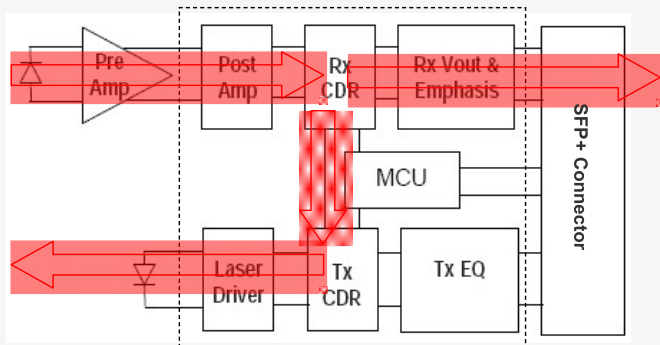 Pre
Amp
Post
Amp
Rx
CDR
Rx Vout &
Emphasis
SFP+ Connector
MCU
Laser
Driver
Tx
CDR
Tx EQ